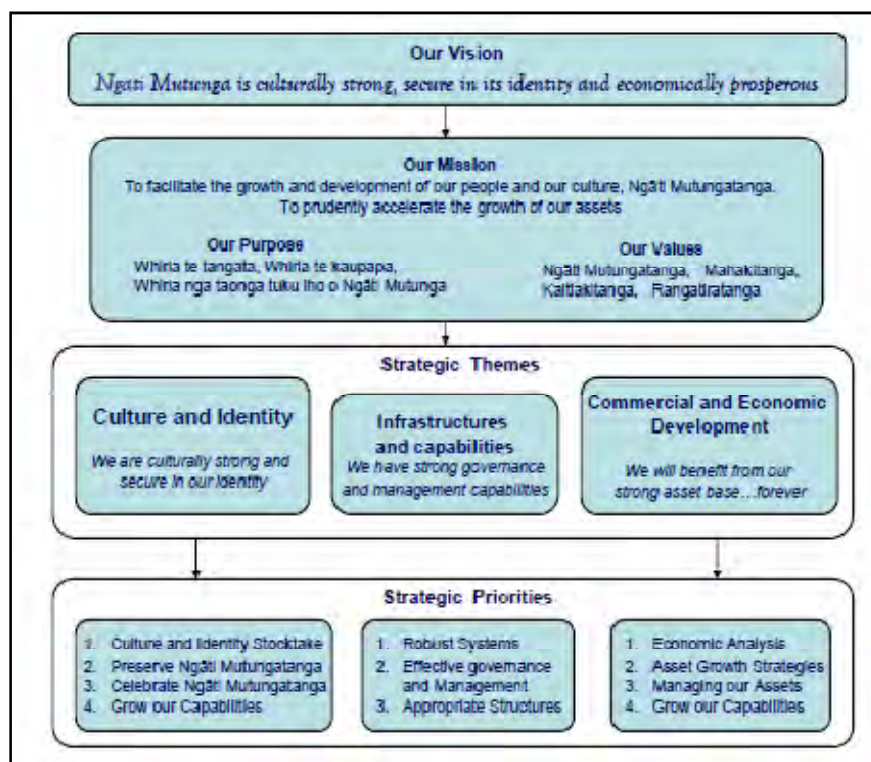 Our Vision
Ngati Mutunga is culturally strong, secure in its identity and economically prosperous
Our Mission
To facilitate the growth and development of our people and our culture, Ngāti Mutungatanga.
To prudently accelerate the growth of our assets
Our Purpose
Whiria te tangata, Whiria te kaupapa,
Whiria nga taonga tuku iho o Ngāti Mutunga
Our Values
Ngāti Mutungatanga, Mahakitanga,
Kaitiakitanga, Rangatiratanga
Strategic Themes
Culture and Identity
We are culturally strong and
secure in our identity
Infrastructures
and capabilities
We have strong governance
and management capabilities
Commercial and Economic
Development
We will benefit from our
strong asset base…forever
Strategic Priorities
1. Culture and Identity Stocktake
2. Preserve Ngāti Mutungatanga
3. Celebrate Ngāti Mutungatanga
4. Grow our Capabilities
1. Robust Systems
2. Effective governance
and Management
3. Appropriate Structures
1. Economic Analysis
2. Asset Growth Strategies
3. Managing our Assets
4. Grow our Capabilities